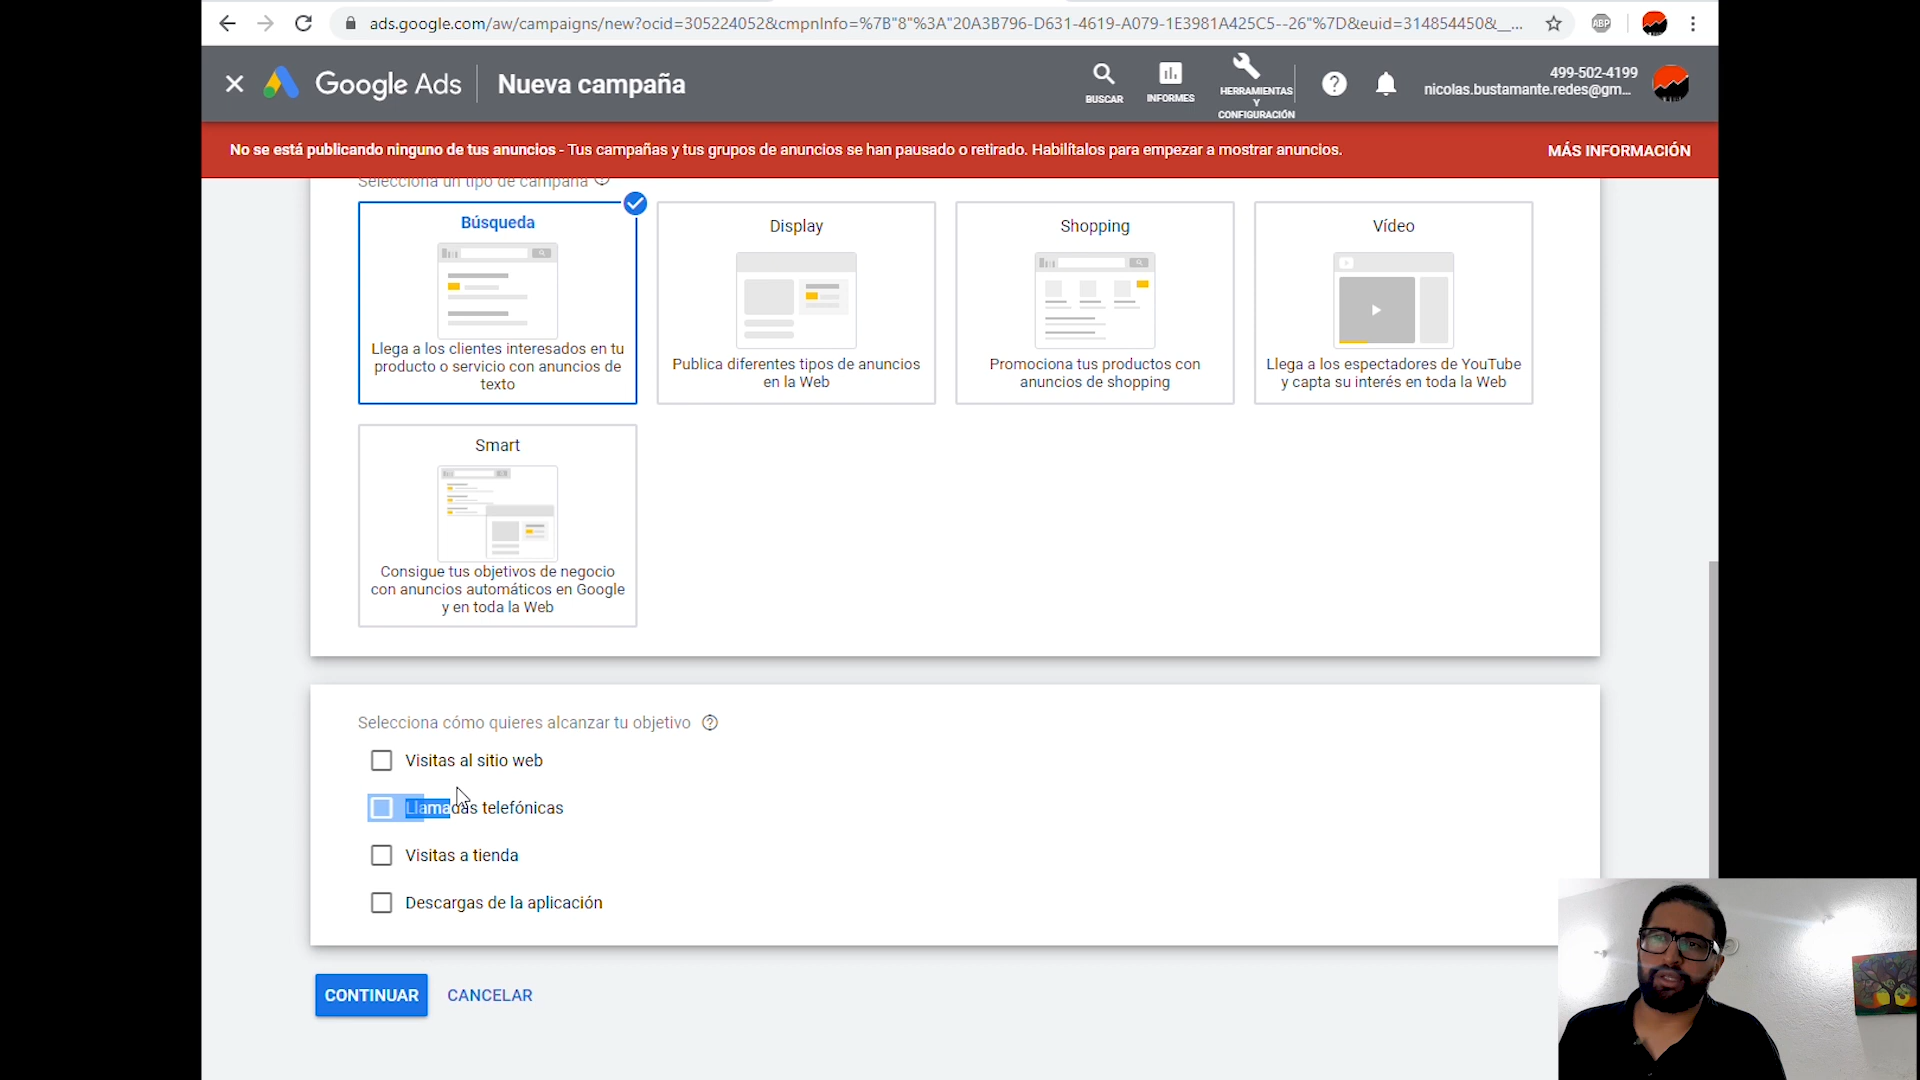 ads.google.com/aw/campaigns/new?ocid=305224052&cmpnInfo=%7B"8"%3A"20A3B796-D631-4619-A079-1E3981A425C5--26"%7D&euid=314854450&__...
ABP
Google Ads
Nueva campaña
BUSCAR
INFORMES
HERRAMIENTAS
Y
CONFIGURACIÓN
499-502-4199
nicolas.bustamante.redes@gm...
No se está publicando ninguno de tus anuncios - Tus campañas y tus grupos de anuncios se han pausado o retirado. Habilítalos para empezar a mostrar anuncios.
MÁS INFORMACIÓN
Selecciona un tipo de campaña
Búsqueda
Llega a los clientes interesados en tu
producto o servicio con anuncios de
texto
Display
Publica diferentes tipos de anuncios
en la Web
Shopping
Promociona tus productos con
anuncios de shopping
Vídeo
Llega a los espectadores de YouTube
y capta su interés en toda la Web
Smart
Consigue tus objetivos de negocio
con anuncios automáticos en Google
y en toda la Web
Selecciona cómo quieres alcanzar tu objetivo
Visitas al sitio web
Llamadas telefónicas
Visitas a tienda
Descargas de la aplicación
CONTINUAR
CANCELAR